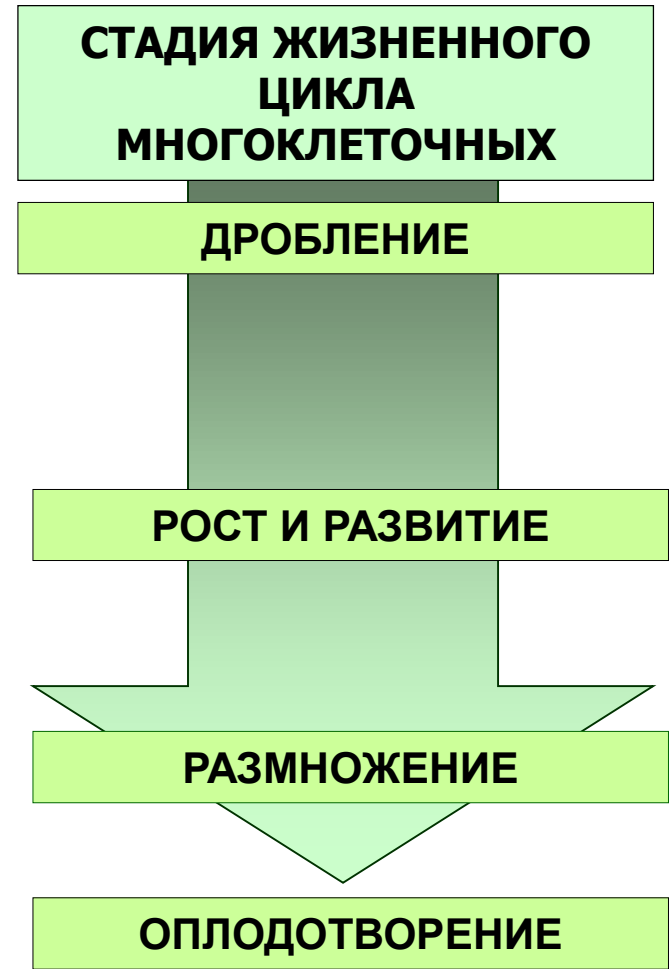 СТАДИЯ ЖИЗНЕННОГО
ЦИКЛА
МНОГОКЛЕТОЧНЫХ
ДРОБЛЕНИЕ
РОСТ И РАЗВИТИЕ
РАЗМНОЖЕНИЕ
ОПЛОДОТВОРЕНИЕ